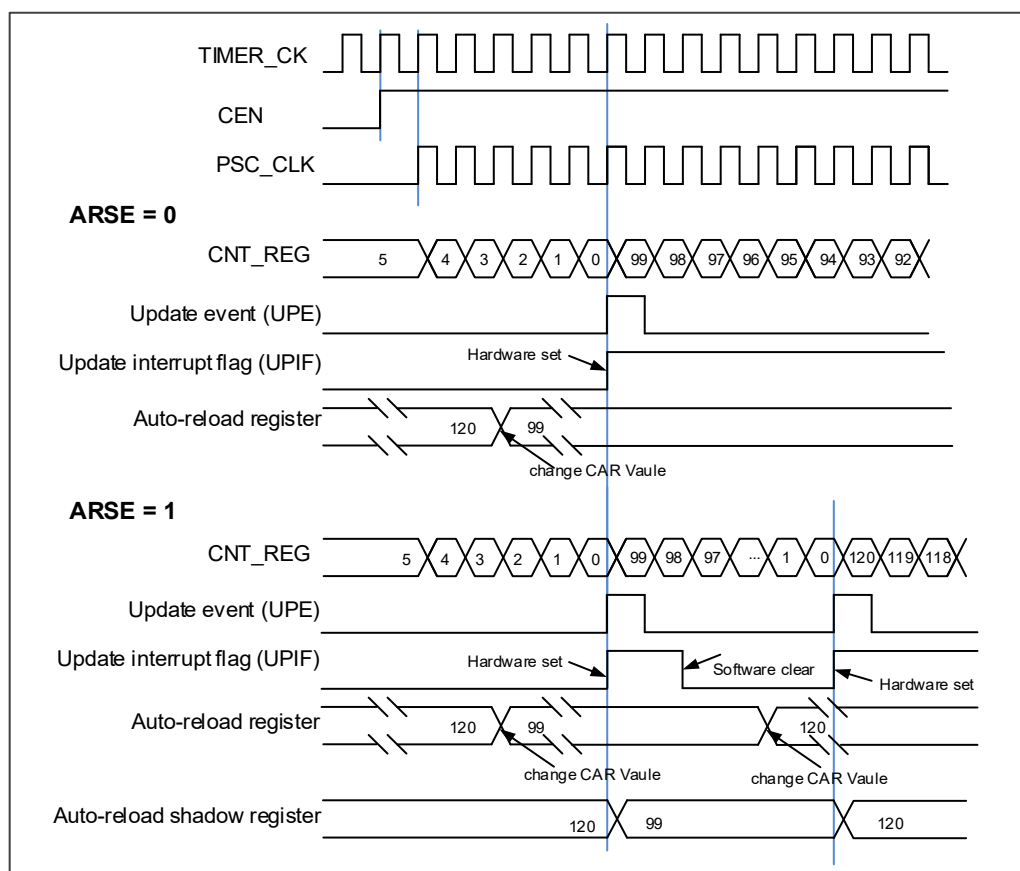 TIMER_CK
CEN
PSC_CLK
ARSE = 0
CNT_REG 5 4 3 2 1 0 99 98 97 96 95 94 93 92
Update event (UPE)
Update interrupt flag (UPIF) Hardware set
Auto-reload register 120 99
change CAR Vaule
ARSE = 1
CNT_REG 5 4 3 2 1 0 99 98 97 ... 1 0 120 119 118
Update event (UPE)
Update interrupt flag (UPIF) Hardware set Software clear Hardware set
Auto-reload register 120 99 120
change CAR Vaule change CAR Vaule
Auto-reload shadow register 120 99 120